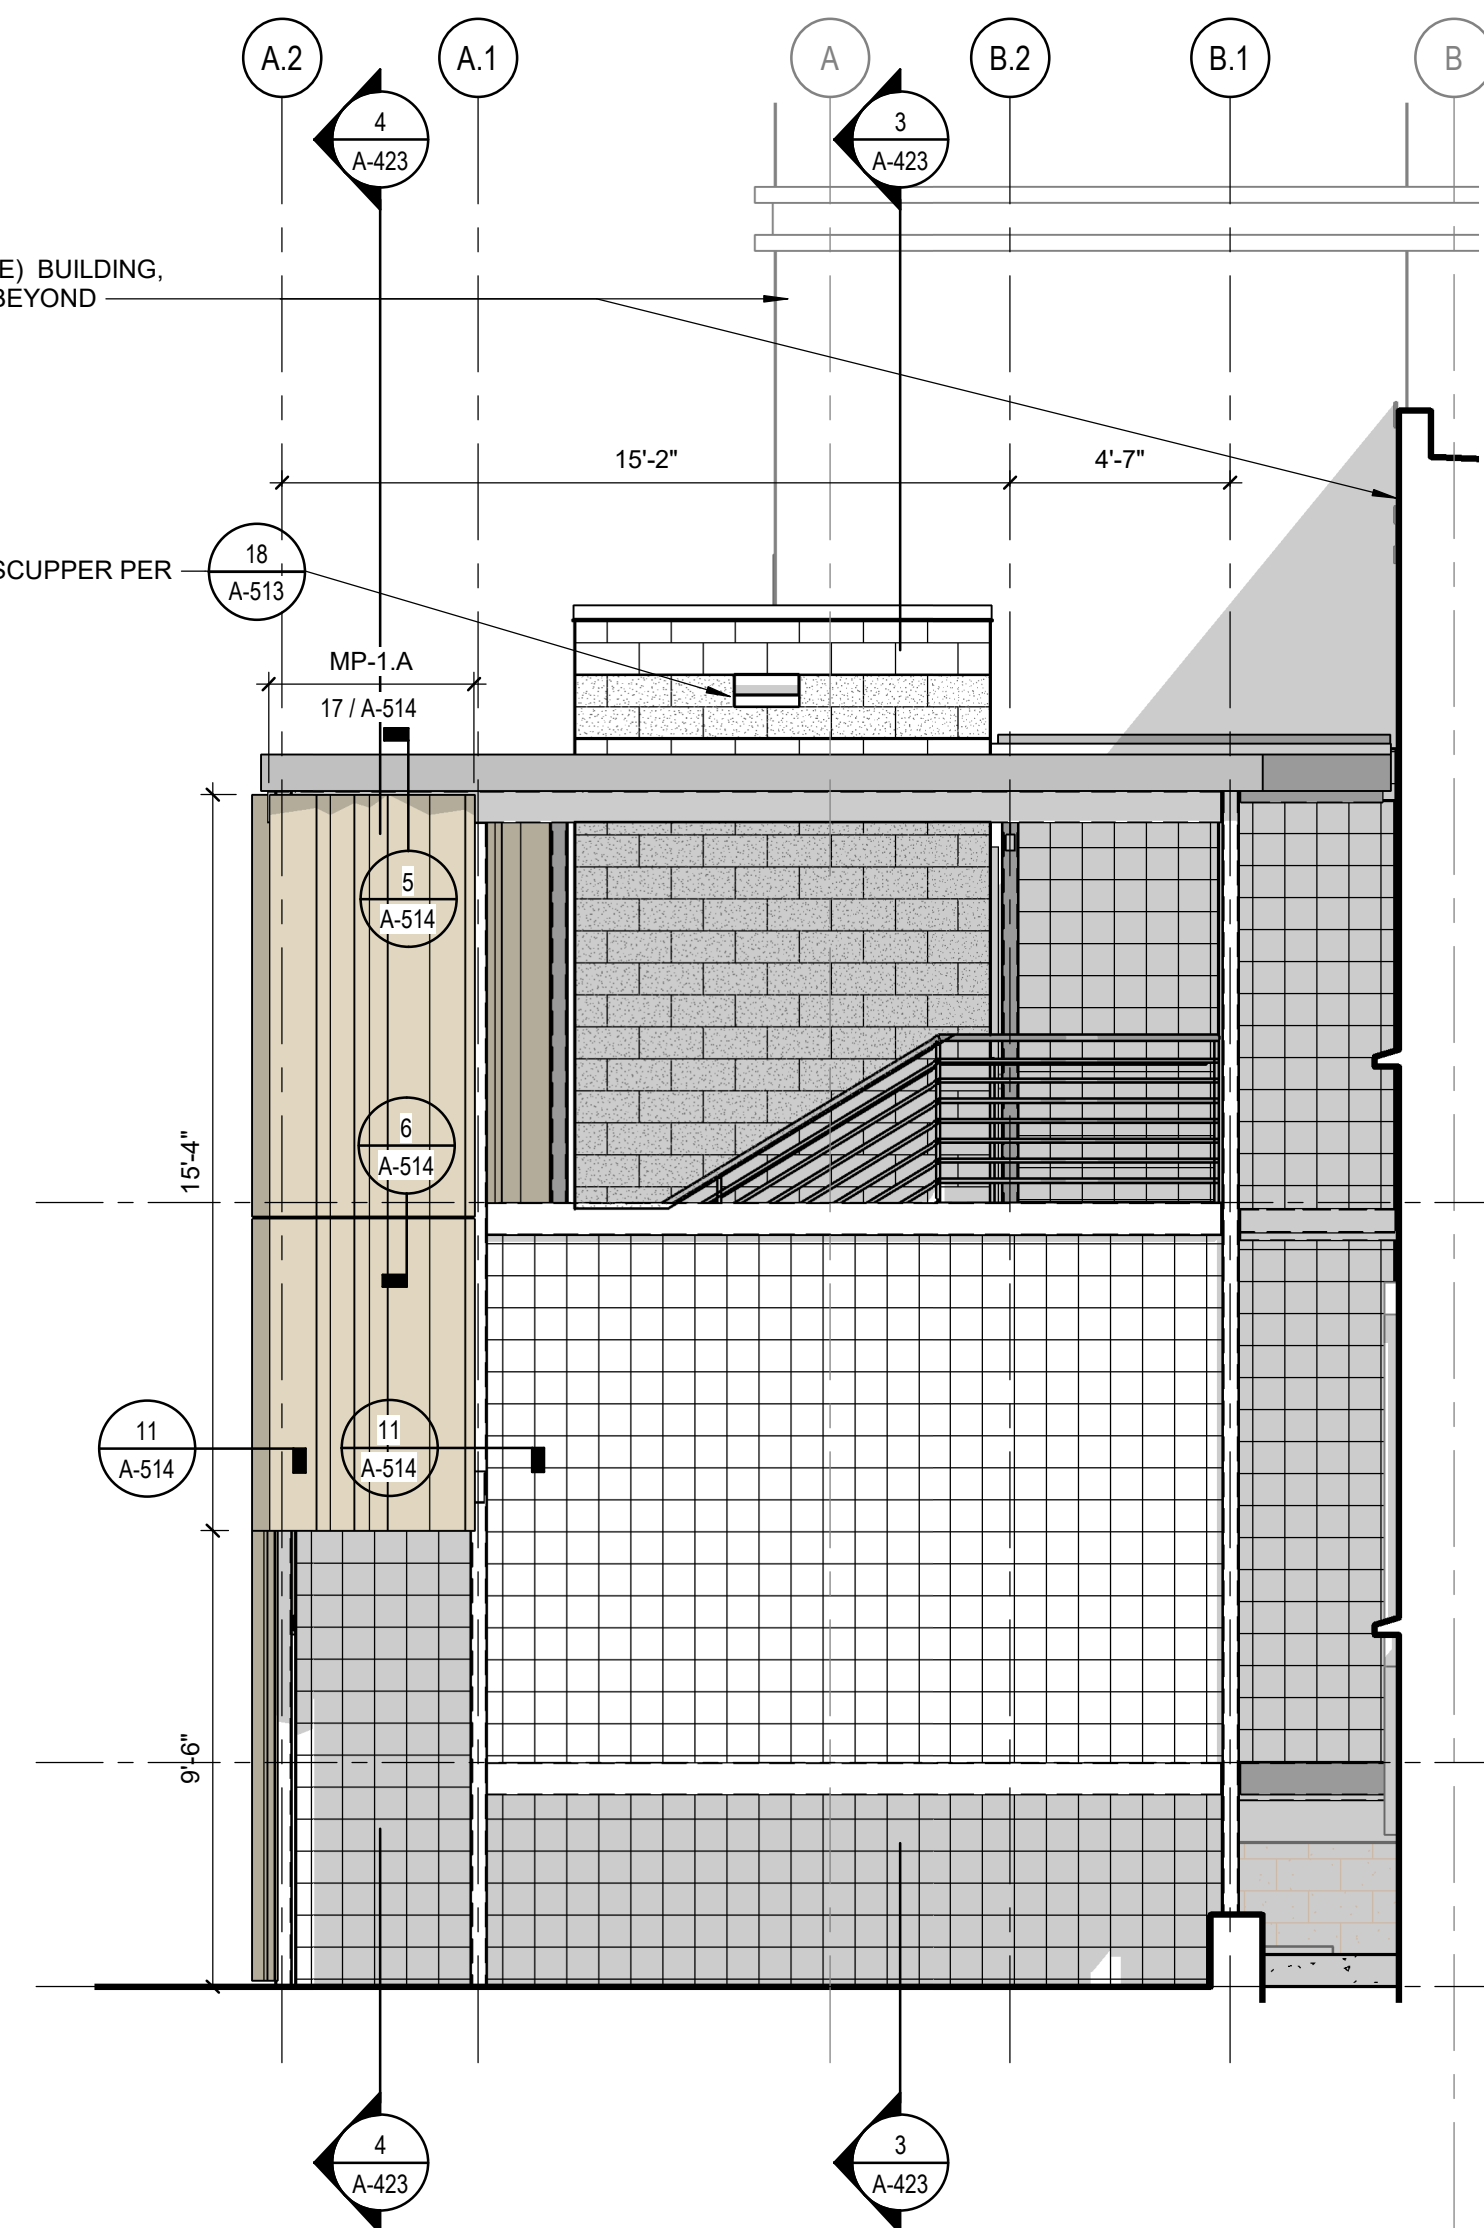 A.2
A.1
A
B.2
B.1
B
4
A-423
3
A-423
E) BUILDING,
BEYOND
15'-2"
4'-7"
18
A-513
SCUPPER PER
MP-1.A
17 / A-514
5
A-514
6
A-514
15'-4"
11
A-514
11
A-514
9'-6"
4
A-423
3
A-423